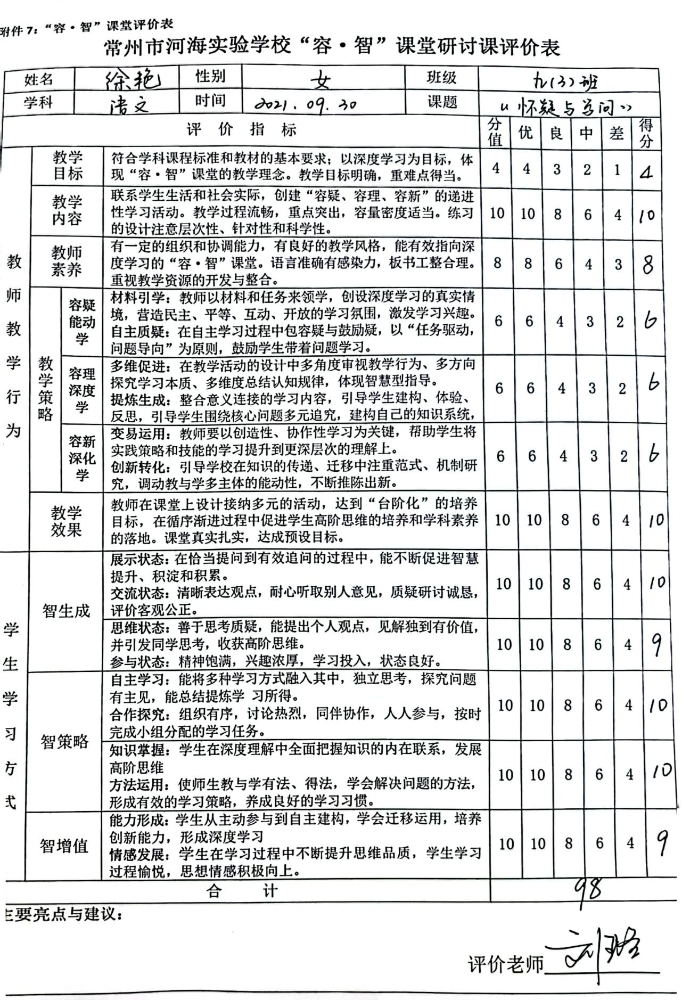 附件 7：“容·智”课堂评价表
常州市河海实验学校“容·智”课堂研讨课评价表
姓名 徐艳 性别 女 班级 九(3)班
学科 语文 时间 2021.09.30 课题 《怀疑与学问》
评 价 指 标 分值 优 良 中 差 得分
教师教学行为
教学目标
符合学科课程标准和教材的基本要求；以深度学习为目标，体
现“容·智”课堂的教学理念。教学目标明确，重难点得当。
4 4 3 2 1 4
教学内容
联系学生生活和社会实际，创建“容疑、容理、容新”的递进
性学习活动。教学过程流畅，重点突出，容量密度适当。练习
的设计注意层次性、针对性和科学性。
10 10 8 6 4 10
教师素养
有一定的组织和协调能力，有良好的教学风格，能有效指向深
度学习的“容·智”课堂。语言准确有感染力，板书工整合理。
重视教学资源的开发与整合。
8 8 6 4 3 8
教学策略
容疑能动学
材料引学：教师以材料和任务来领学，创设深度学习的真实情
境，营造民主、平等、互动、开放的学习氛围，激发学习兴趣。
自主质疑：在自主学习过程中包容疑与鼓励疑，以“任务驱动，
问题导向”为原则，鼓励学生带着问题学习。
6 6 4 3 2 6
容理深度学
多维促进：在教学活动的设计中多角度审视教学行为、多方向
探究学习本质、多维度总结认知规律，体现智慧型指导。
提炼生成：整合意义连接的学习内容，引导学生建构、体验、
反思，引导学生围绕核心问题多元追究，建构自己的知识系统，
6 6 4 3 2 6
容新深化学
变易运用：教师要以创造性、协作性学习为关键，帮助学生将
实践策略和技能的学习提升到更深层次的理解上。
创新转化：引导学校在知识的传递、迁移中注重范式、机制研
究，调动教与学多主体的能动性，不断推陈出新。
6 6 4 3 2 6
教学效果
教师在课堂上设计接纳多元的活动，达到“台阶化”的培养
目标，在循序渐进过程中促进学生高阶思维的培养和学科素养
的落地。课堂真实扎实，达成预设目标。
10 10 8 6 4 10
学生学习方式
智生成
展示状态：在恰当提问到有效追问的过程中，能不断促进智慧
提升、积淀和积累。
交流状态：清晰表达观点，耐心听取别人意见，质疑研讨诚恳，
评价客观公正。
10 10 8 6 4 10
思维状态：善于思考质疑，能提出个人观点，见解独到有价值，
并引发同学思考，收获高阶思维。
参与状态：精神饱满，兴趣浓厚，学习投入，状态良好。
10 10 8 6 4 9
智策略
自主学习：能将多种学习方式融入其中，独立思考，探究问题
有主见，能总结提炼学 习所得。
合作探究：组织有序，讨论热烈，同伴协作，人人参与，按时
完成小组分配的学习任务。
10 10 8 6 4 10
知识掌握：学生在深度理解中全面把握知识的内在联系，发展
高阶思维
方法运用：使师生教与学有法、得法，学会解决问题的方法，
形成有效的学习策略，养成良好的学习习惯。
10 10 8 6 4 10
智增值
能力形成：学生从主动参与到自主建构，学会迁移运用，培养
创新能力，形成深度学习
情感发展：学生在学习过程中不断提升思维品质，学生学习
过程愉悦，思想情感积极向上。
10 10 8 6 4 9
合 计 98
主要亮点与建议：
评价老师 刘璐